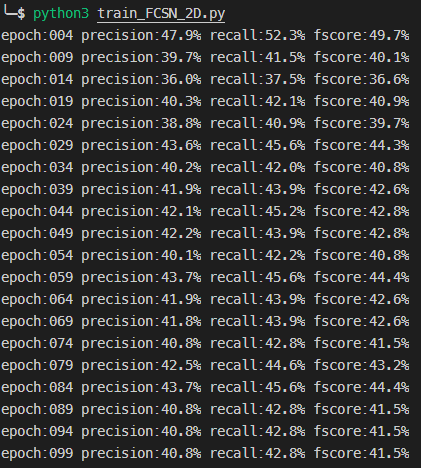 $ python3 train_FCSN_2D.py
epoch:004 precision:47.9% recall:52.3% fscore:49.7%
epoch:009 precision:39.7% recall:41.5% fscore:40.1%
epoch:014 precision:36.0% recall:37.5% fscore:36.6%
epoch:019 precision:40.3% recall:42.1% fscore:40.9%
epoch:024 precision:38.8% recall:40.9% fscore:39.7%
epoch:029 precision:43.6% recall:45.6% fscore:44.3%
epoch:034 precision:40.2% recall:42.0% fscore:40.8%
epoch:039 precision:41.9% recall:43.9% fscore:42.6%
epoch:044 precision:42.1% recall:45.2% fscore:42.8%
epoch:049 precision:42.2% recall:43.9% fscore:42.8%
epoch:054 precision:40.1% recall:42.2% fscore:40.8%
epoch:059 precision:43.7% recall:45.6% fscore:44.4%
epoch:064 precision:41.9% recall:43.9% fscore:42.6%
epoch:069 precision:41.8% recall:43.9% fscore:42.6%
epoch:074 precision:40.8% recall:42.8% fscore:41.5%
epoch:079 precision:42.5% recall:44.6% fscore:43.2%
epoch:084 precision:43.7% recall:45.6% fscore:44.4%
epoch:089 precision:40.8% recall:42.8% fscore:41.5%
epoch:094 precision:40.8% recall:42.8% fscore:41.5%
epoch:099 precision:40.8% recall:42.8% fscore:41.5%